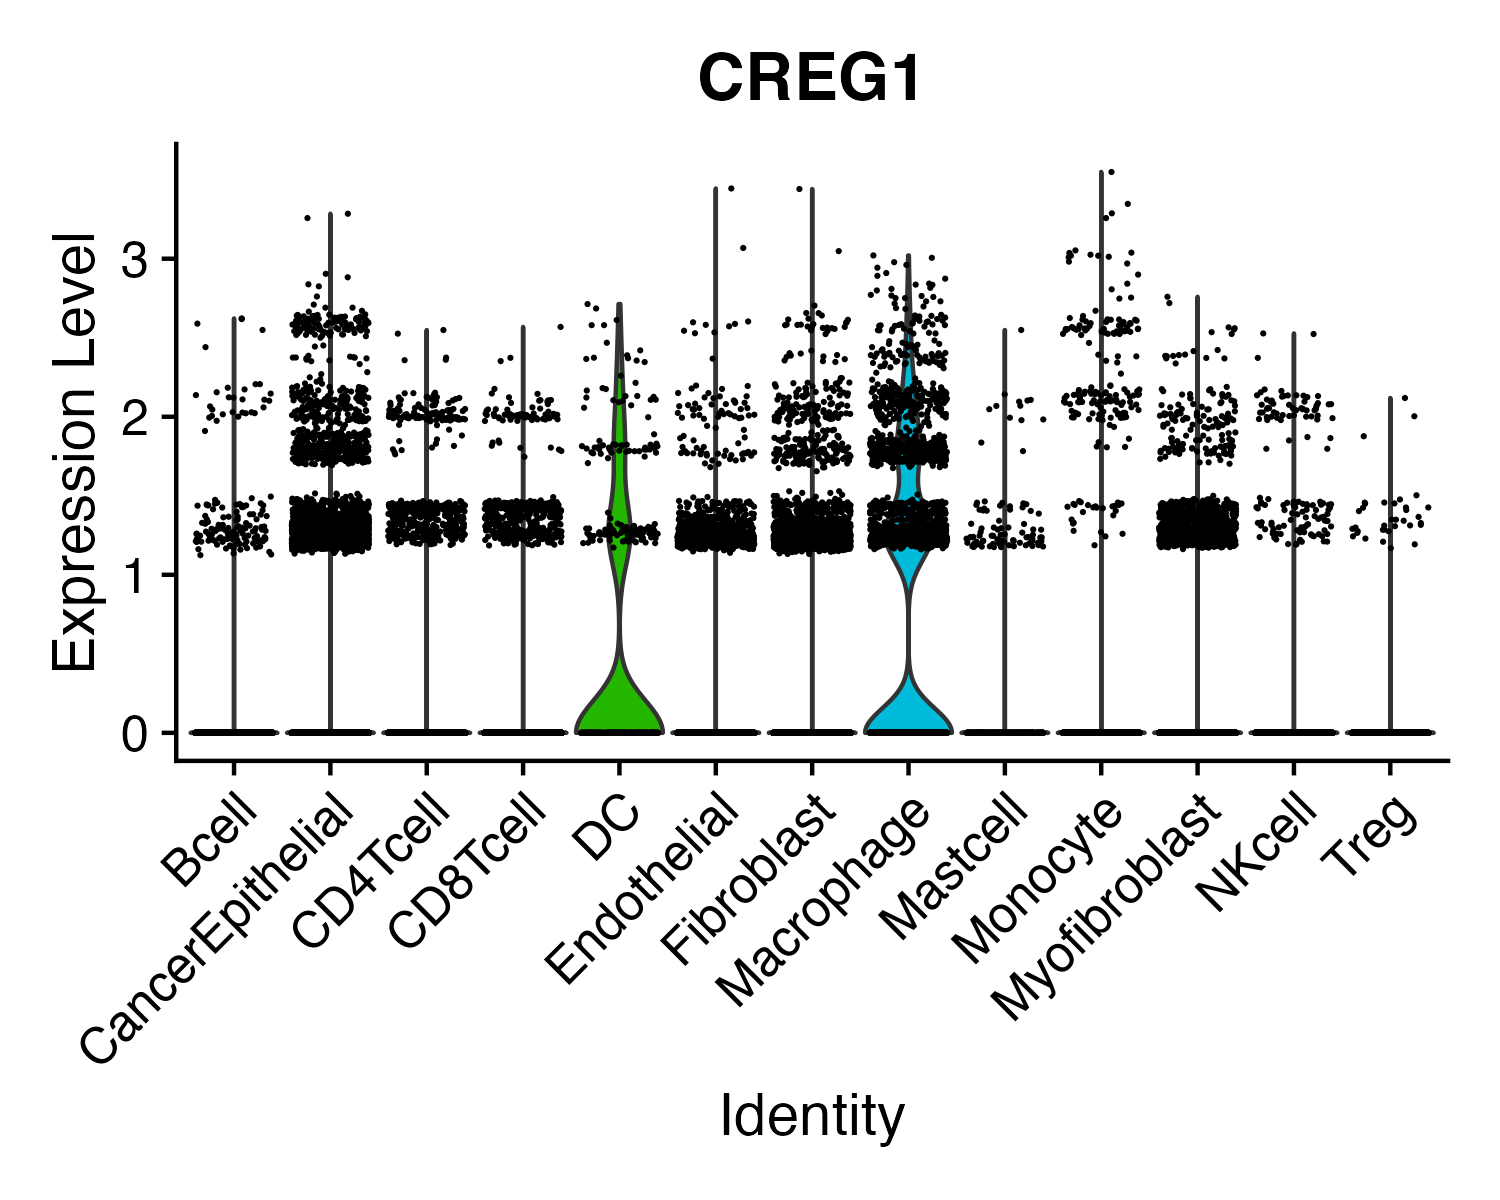 CREG1
Expression Level
3
2
1
0
Bcell
CancerEpithelial
CD4Tcell
CD8Tcell
DC
Endothelial
Fibroblast
Macrophage
Mastcell
Monocyte
Myofibroblast
NKcell
Treg
Identity